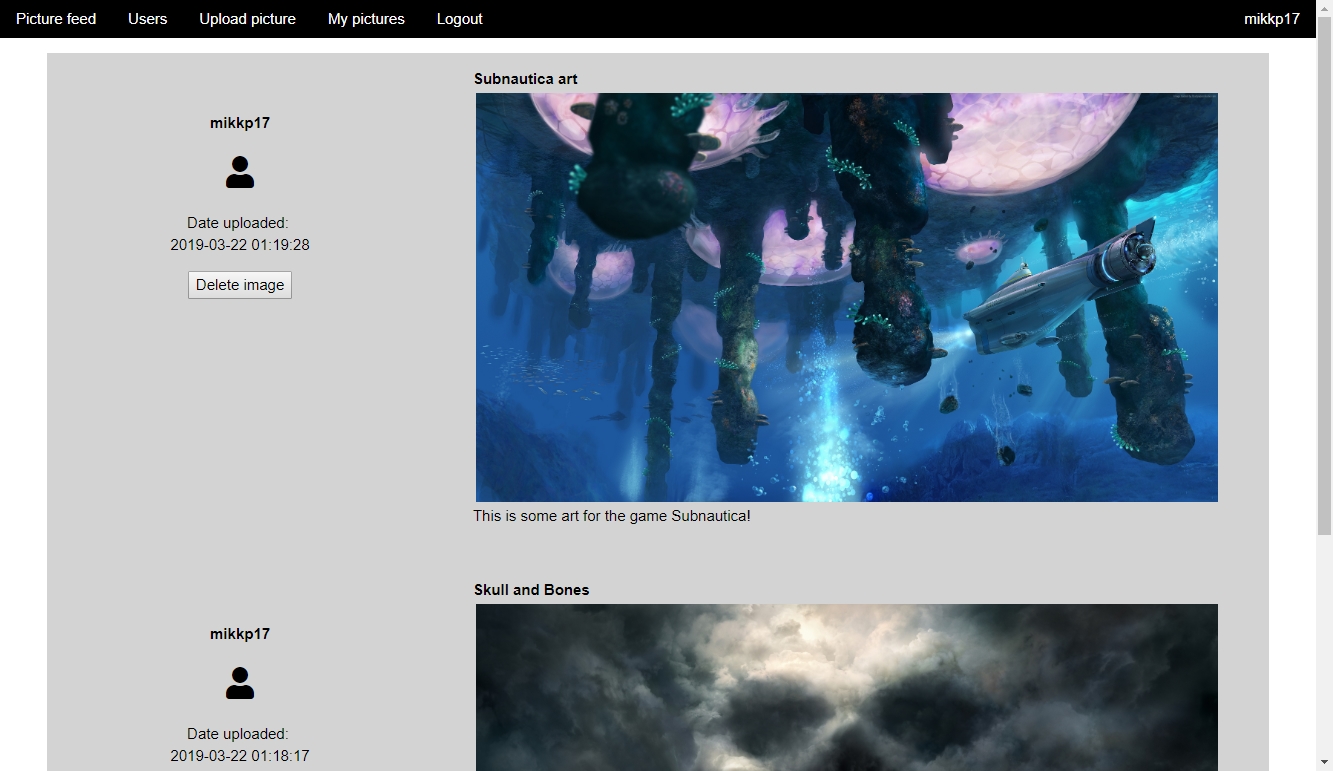 Picture feed Users Upload picture My pictures Logout mikkp17
Subnautica art
mikkp17
Date uploaded:
2019-03-22 01:19:28
Delete image
This is some art for the game Subnautica!
Skull and Bones
mikkp17
Date uploaded:
2019-03-22 01:18:17